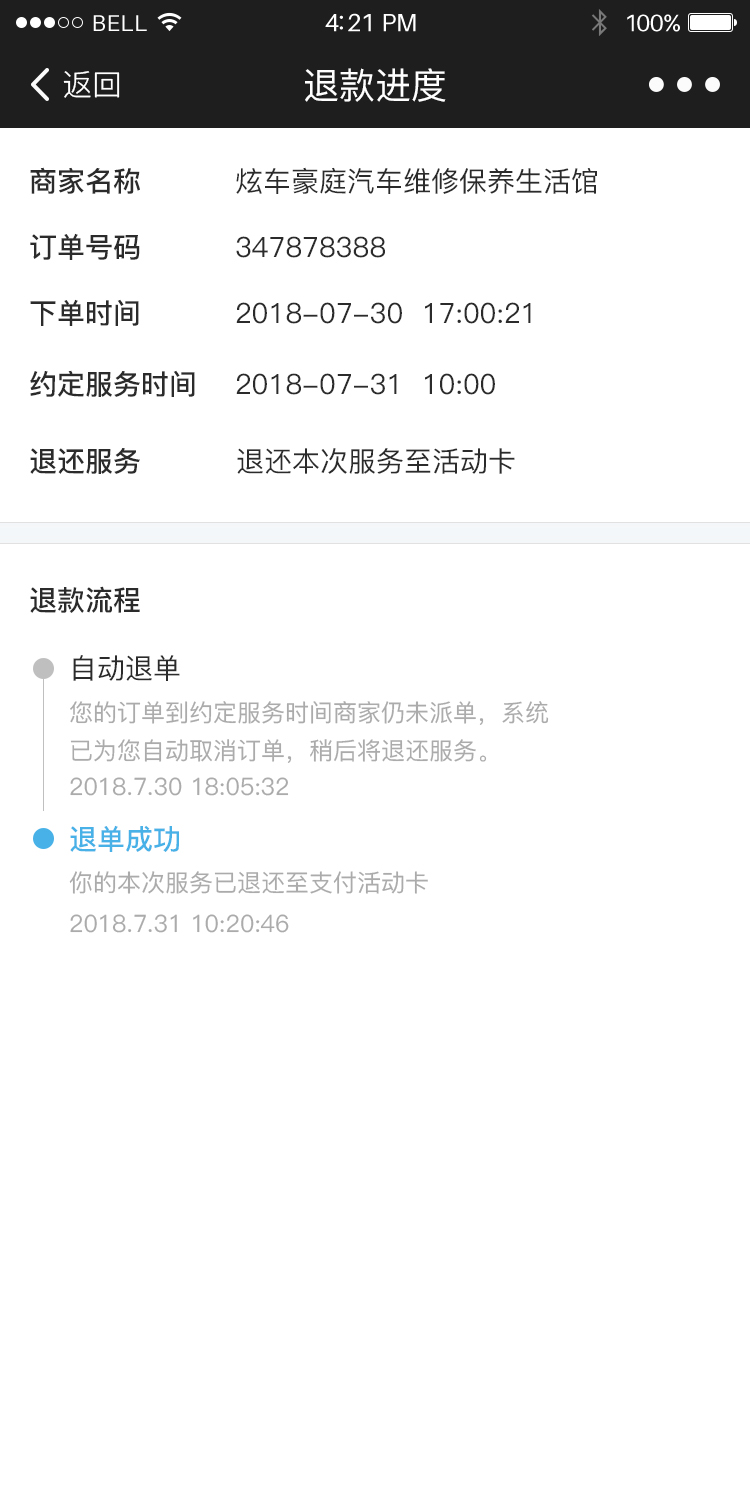 BELL 4:21 PM 100%
返回 退款进度
商家名称 炫车豪庭汽车维修保养生活馆
订单号码 347878388
下单时间 2018-07-30 17:00:21
约定服务时间 2018-07-31 10:00
退还服务 退还本次服务至活动卡
退款流程
自动退单
您的订单到约定服务时间商家仍未派单，系统
已为您自动取消订单，稍后将退还服务。
2018.7.30 18:05:32
退单成功
你的本次服务已退还至支付活动卡
2018.7.31 10:20:46